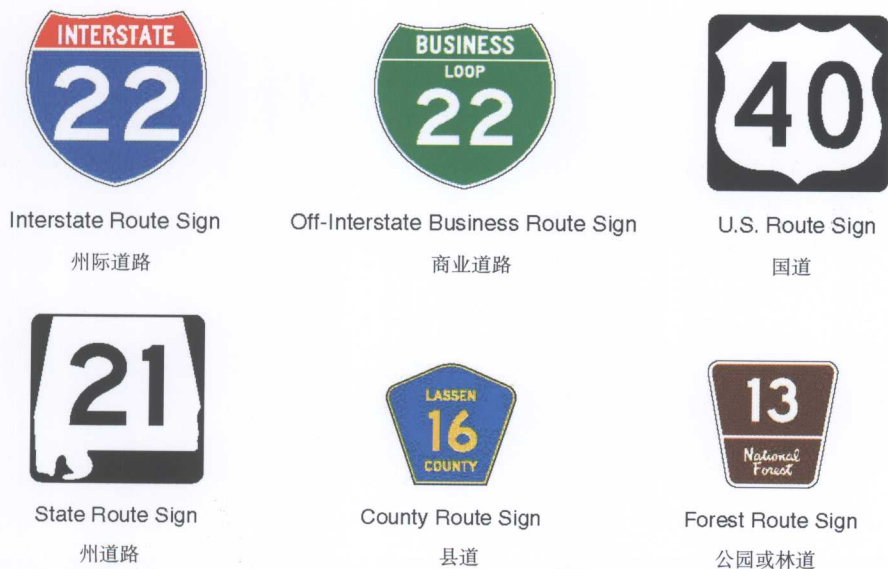 INTERSTATE
22
BUSINESS
LOOP
22
40
Interstate Route Sign
Off-Interstate Business Route Sign
U.S. Route Sign
州际道路
商业道路
国道
21
LASSEN
16
COUNTY
13
National
Forest
State Route Sign
County Route Sign
Forest Route Sign
州道路
县道
公园或林道